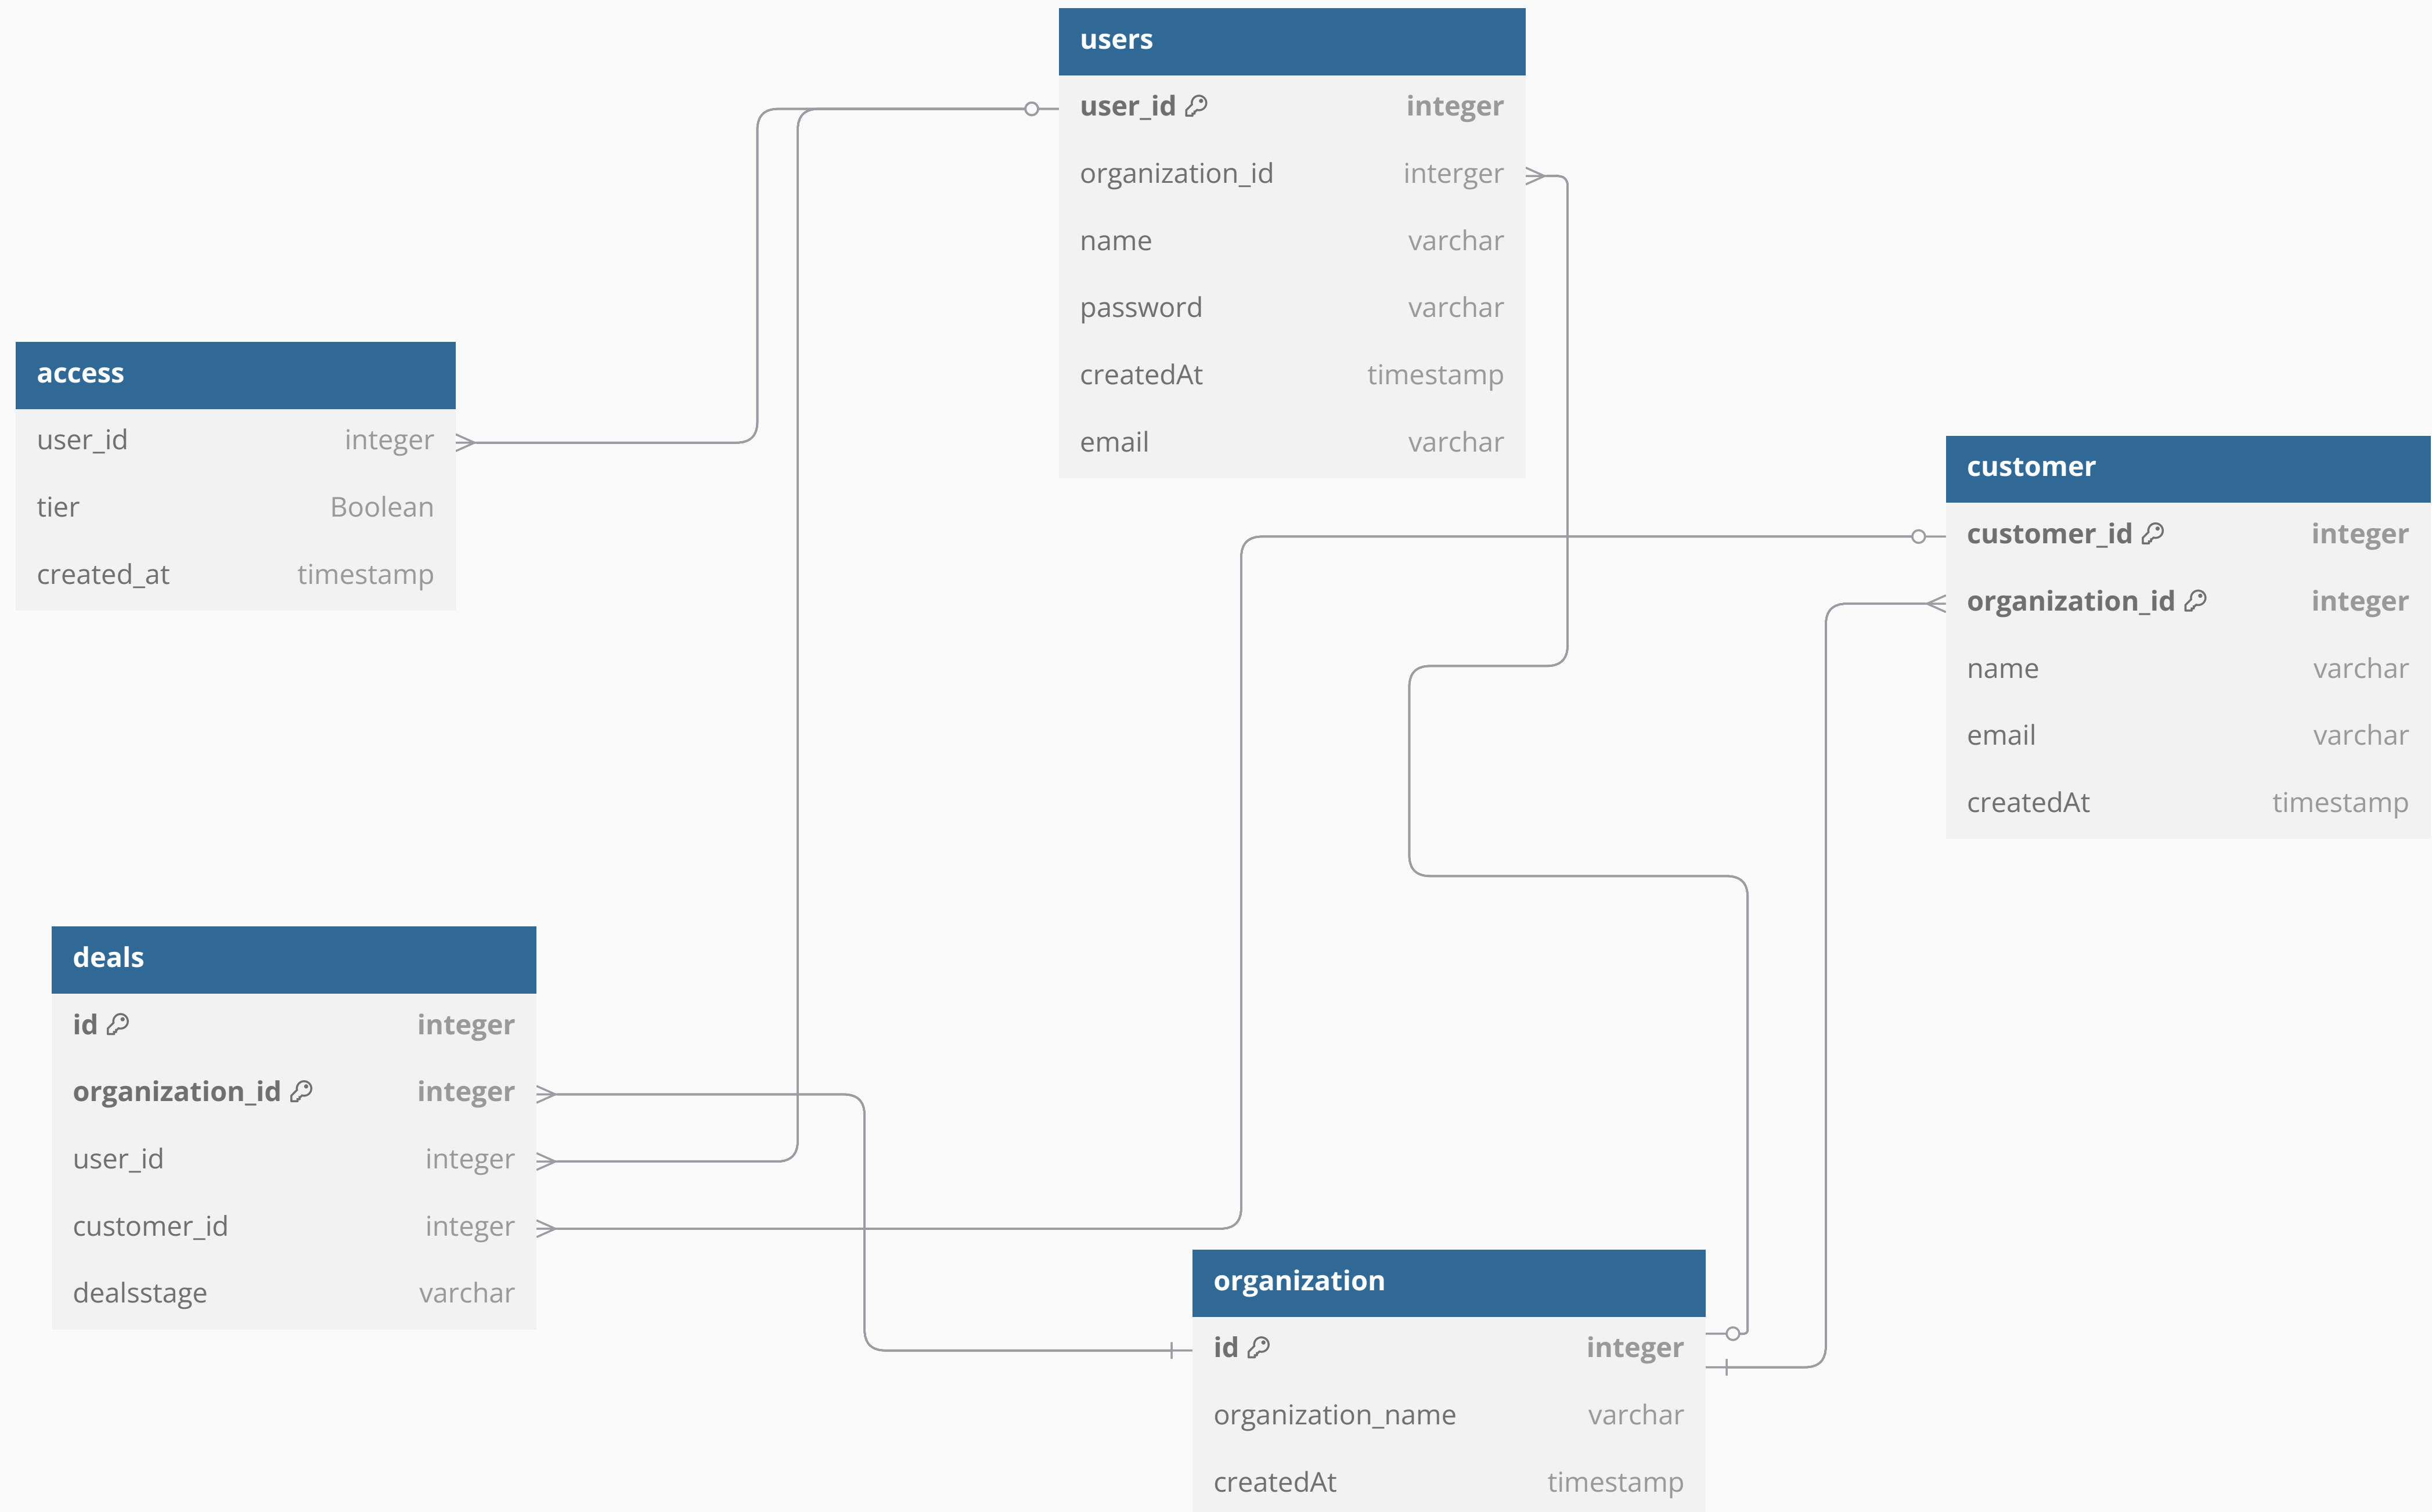 users
user_id integer
organization_id interger
name varchar
password varchar
createdAt timestamp
email varchar
access
user_id integer
tier Boolean
created_at timestamp
customer
customer_id integer
organization_id integer
name varchar
email varchar
createdAt timestamp
deals
id integer
organization_id integer
user_id integer
customer_id integer
dealsstage varchar
organization
id integer
organization_name varchar
createdAt timestamp